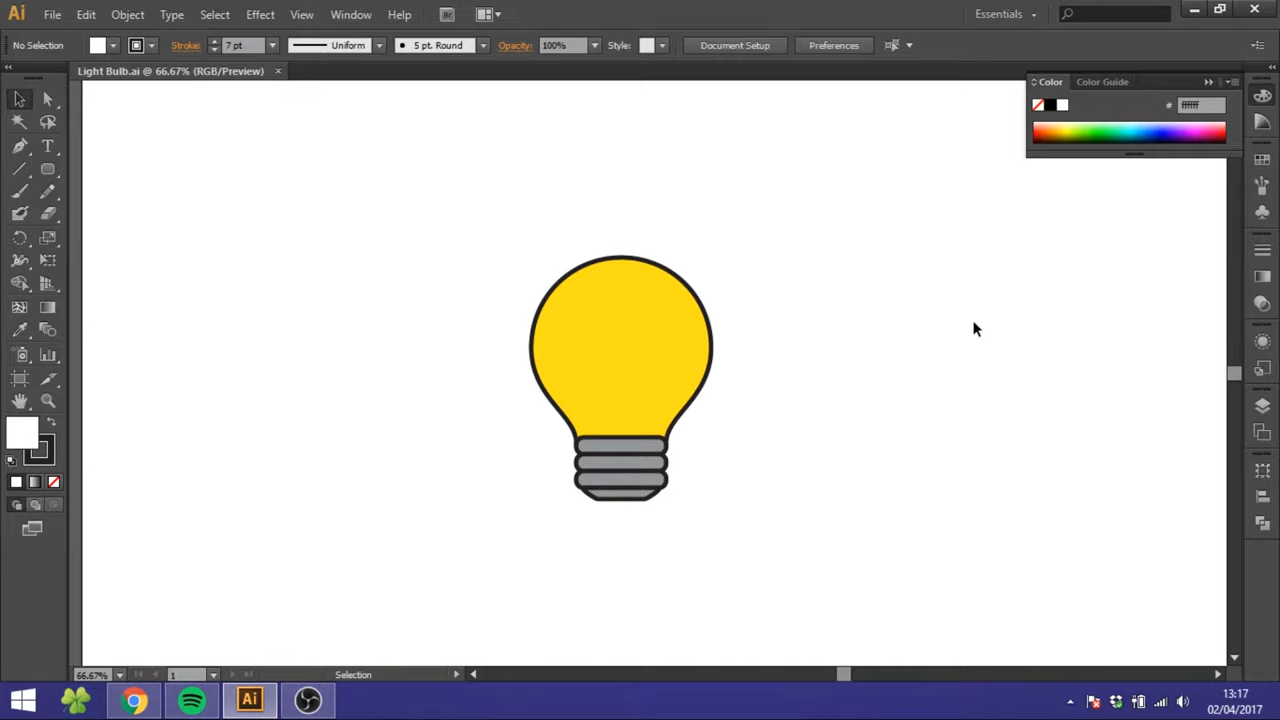 Ai File Edit Object Type Select Effect View Window Help Br Essentials
No Selection Stroke: 7 pt Uniform 5 pt. Round Opacity: 100% Style: Document Setup Preferences
Light Bulb.ai @ 66.67% (RGB/Preview) ×
Color Color Guide
# ffffff
T
66.67% 1 Selection
Ai
13:17
02/04/2017